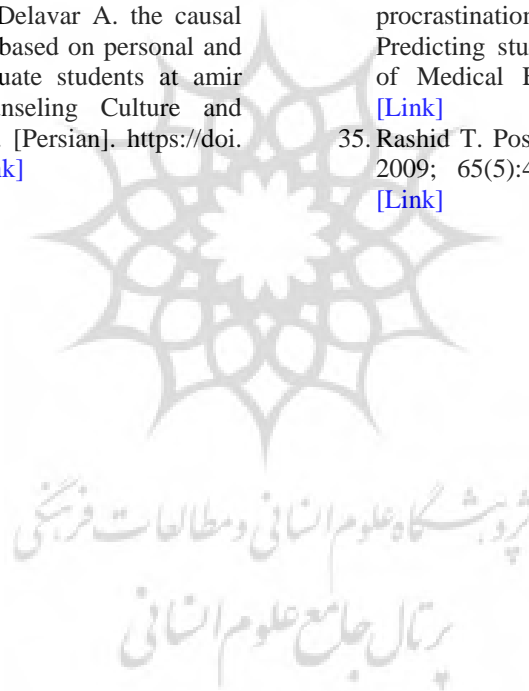 Delavar A. the causal
based on personal and
uate students at amir
nseling Culture and
[Persian]. https://doi.
k]
procrastination
Predicting stu
of Medical E
[Link]
35. Rashid T. Pos
2009; 65(5):4
[Link]
پژوهشگاه علوم انسانی و مطالعات فرهنگی
پرتال جامع علوم انسانی